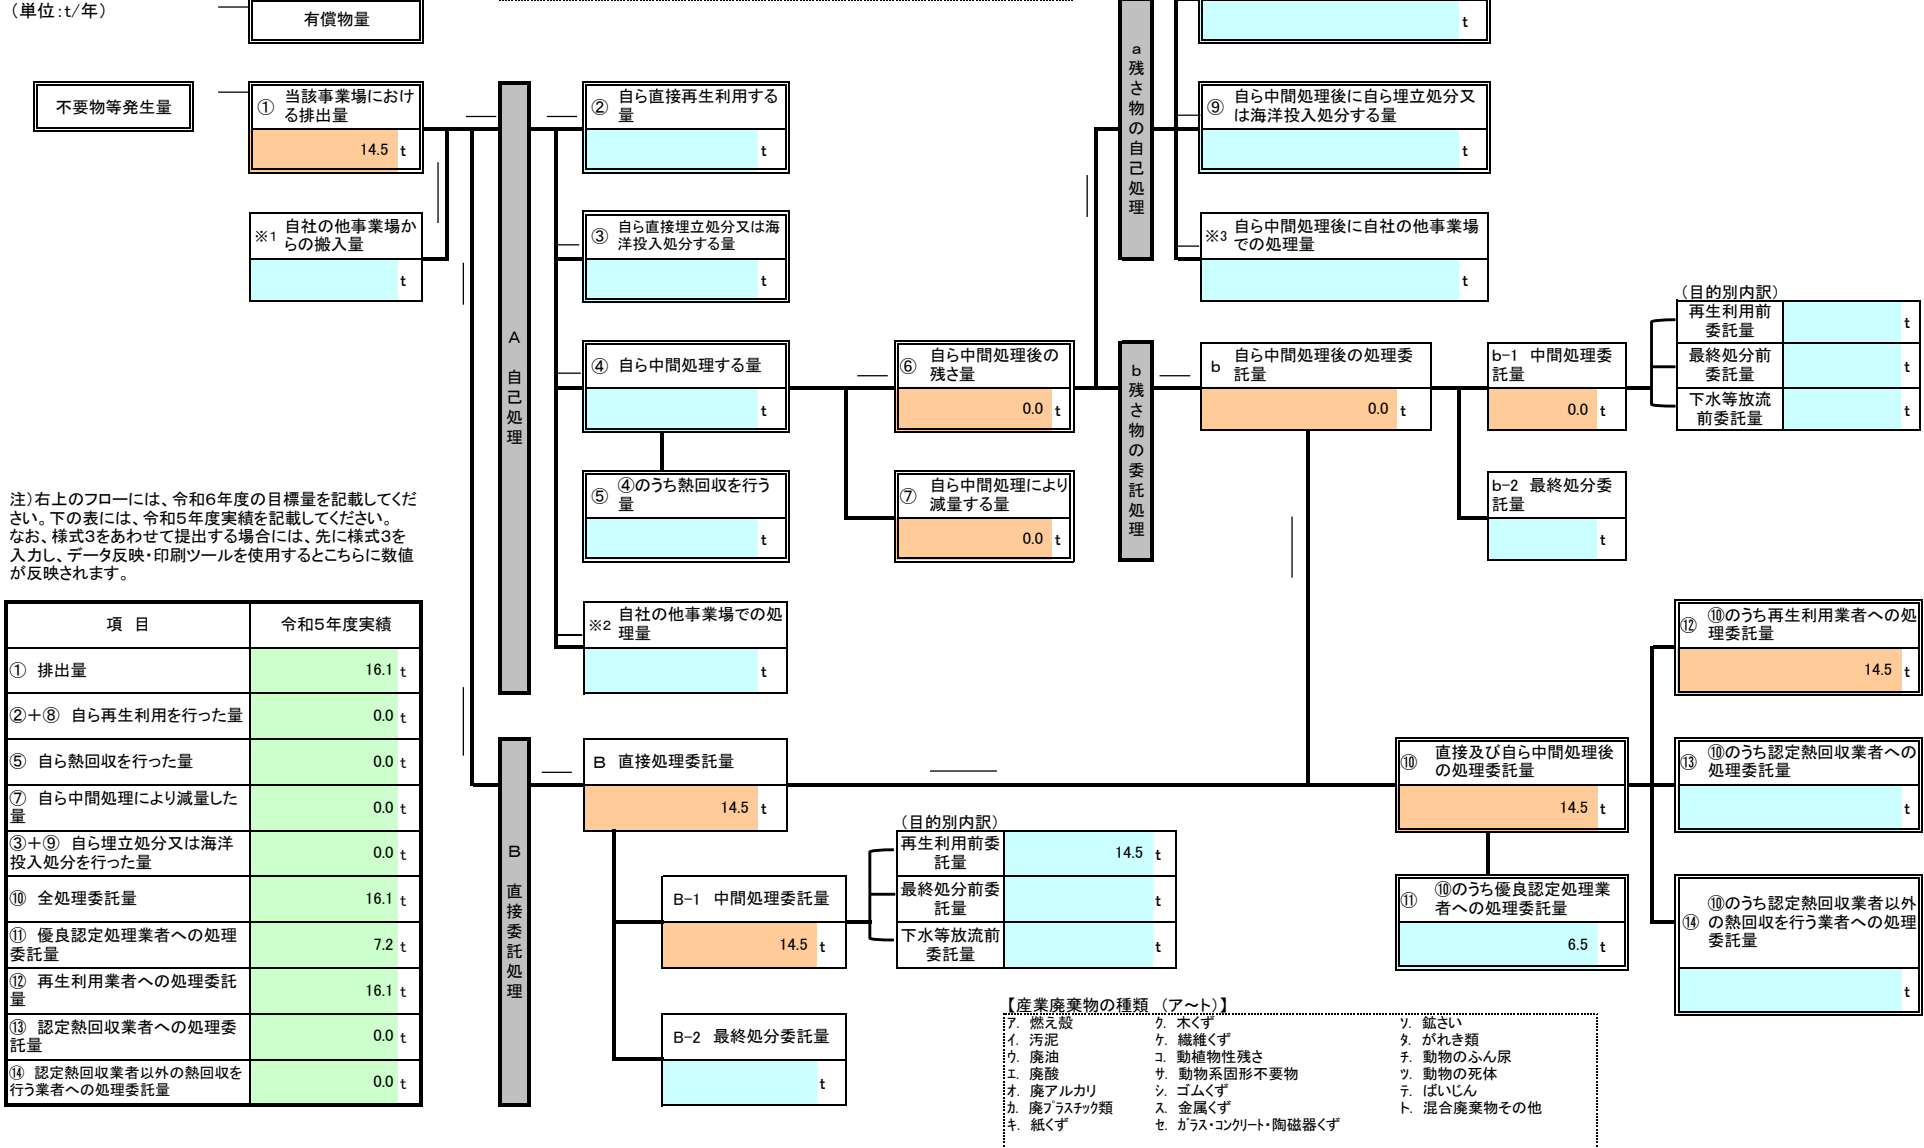 （単位：t/年）
有償物量
t
不要物等発生量
① 当該事業場におけ
る排出量
14.5 t
※1 自社の他事業場か
らの搬入量
t
A 自己処理
② 自ら直接再生利用する
量
t
③ 自ら直接埋立処分又は海
洋投入処分する量
t
④ 自ら中間処理する量
t
⑤ ④のうち熱回収を行う
量
t
※2 自社の他事業場での処
理量
t
⑥ 自ら中間処理後の
残さ量
0.0 t
⑦ 自ら中間処理により
減量する量
0.0 t
a 残さ物の自己処理
⑨ 自ら中間処理後に自ら埋立処分又
は海洋投入処分する量
t
※3 自ら中間処理後に自社の他事業場
での処理量
t
b 残さ物の委託処理
b 自ら中間処理後の処理委
託量
0.0 t
b-1 中間処理委
託量
0.0 t
（目的別内訳）
再生利用前
委託量
t
最終処分前
委託量
t
下水等放流
前委託量
t
b-2 最終処分委
託量
t
注）右上のフローには、令和６年度の目標量を記載してくだ
さい。下の表には、令和５年度実績を記載してください。
なお、様式３をあわせて提出する場合には、先に様式３を
入力し、データ反映・印刷ツールを使用するとこちらに数値
が反映されます。
項 目 令和５年度実績
① 排出量 16.1 t
②＋⑧ 自ら再生利用を行った量 0.0 t
⑤ 自ら熱回収を行った量 0.0 t
⑦ 自ら中間処理により減量した
量 0.0 t
③＋⑨ 自ら埋立処分又は海洋
投入処分を行った量 0.0 t
⑩ 全処理委託量 16.1 t
⑪ 優良認定処理業者への処理
委託量 7.2 t
⑫ 再生利用業者への処理委託
量 16.1 t
⑬ 認定熱回収業者への処理委
託量 0.0 t
⑭ 認定熱回収業者以外の熱回収を
行う業者への処理委託量 0.0 t
B 直接委託処理
B 直接処理委託量
14.5 t
B-1 中間処理委託量
14.5 t
（目的別内訳）
再生利用前委
託量
14.5 t
最終処分前委
託量
t
下水等放流前
委託量
t
B-2 最終処分委託量
t
⑩ 直接及び自ら中間処理後
の処理委託量
14.5 t
⑪ ⑩のうち優良認定処理業
者への処理委託量
6.5 t
⑫ ⑩のうち再生利用業者への処
理委託量
14.5 t
⑬ ⑩のうち認定熱回収業者への
処理委託量
t
⑭ ⑩のうち認定熱回収業者以外
の熱回収を行う業者への処理
委託量
t
【産業廃棄物の種類 （ア～ト）】
ア. 燃え殻
イ. 汚泥
ウ. 廃油
エ. 廃酸
オ. 廃アルカリ
カ. 廃プラスチック類
キ. 紙くず
ク. 木くず
ケ. 繊維くず
コ. 動植物性残さ
サ. 動物系固形不要物
シ. ゴムくず
ス. 金属くず
セ. ガラス・コンクリート・陶磁器くず
ソ. 鉱さい
タ. がれき類
チ. 動物のふん尿
ツ. 動物の死体
テ. ばいじん
ト. 混合廃棄物その他